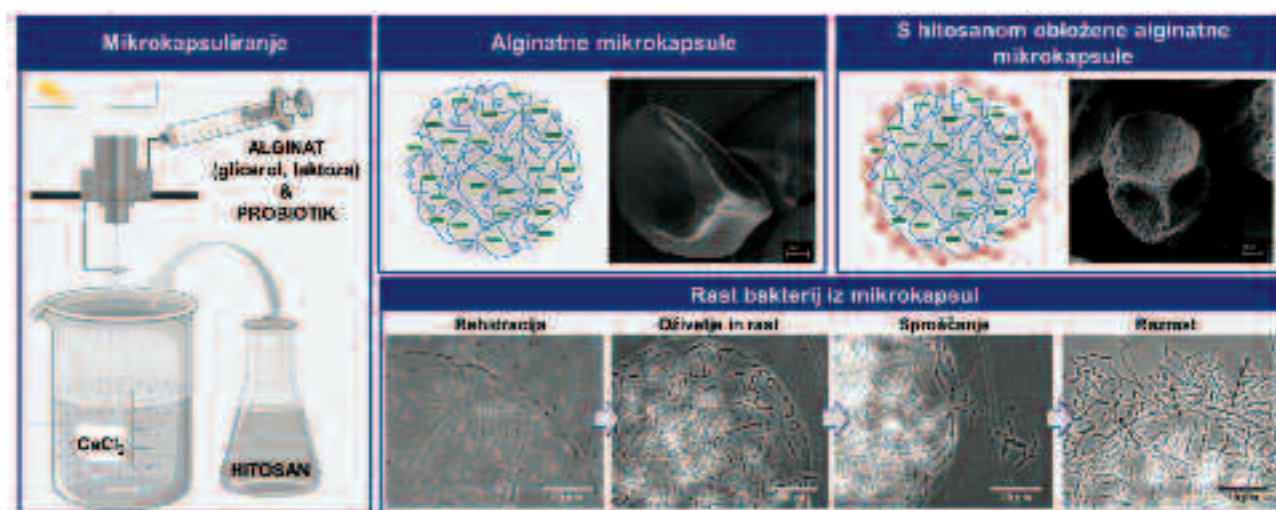 Mikrokapsuliranje
ALGINAT
(glicerol, laktoza)
&
PROBIOTIK
CaCl₂
HITOSAN
Alginatne mikrokapsule
S hitosanom obložene alginatne
mikrokapsule
Rast bakterij iz mikrokapsul
Rehidracija
Oživetje in rast
Sproščanje
Razrast